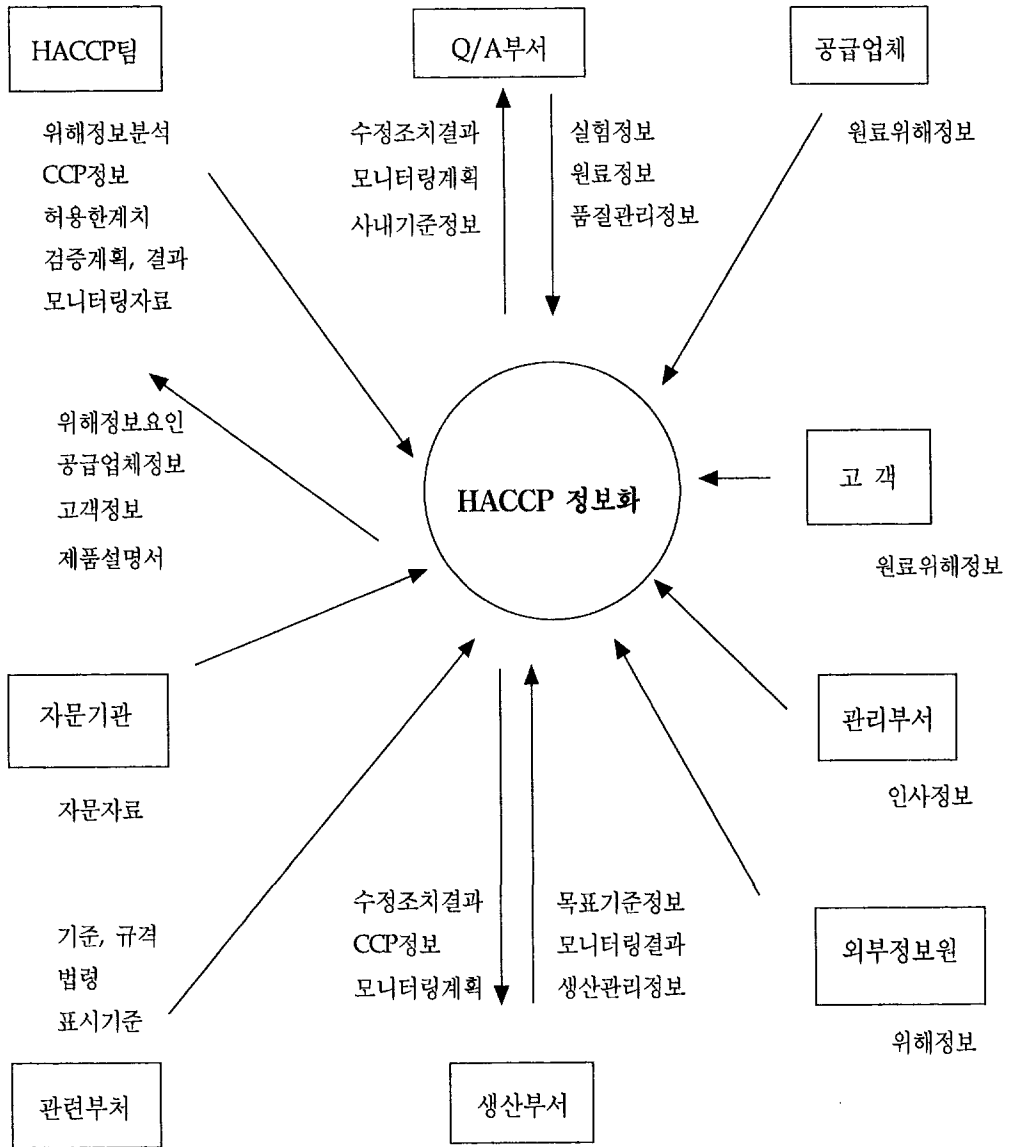 HACCP팀
Q/A부서
공급업체
위해정보분석
CCP정보
허용한계치
검증계획, 결과
모니터링자료
수정조치결과
모니터링계획
사내기준정보
실험정보
원료정보
품질관리정보
원료위해정보
위해정보요인
공급업체정보
고객정보
제품설명서
HACCP 정보화
고 객
원료위해정보
자문기관
자문자료
관리부서
인사정보
기준, 규격
법령
표시기준
수정조치결과
CCP정보
모니터링계획
목표기준정보
모니터링결과
생산관리정보
외부정보원
위해정보
관련부처
생산부서